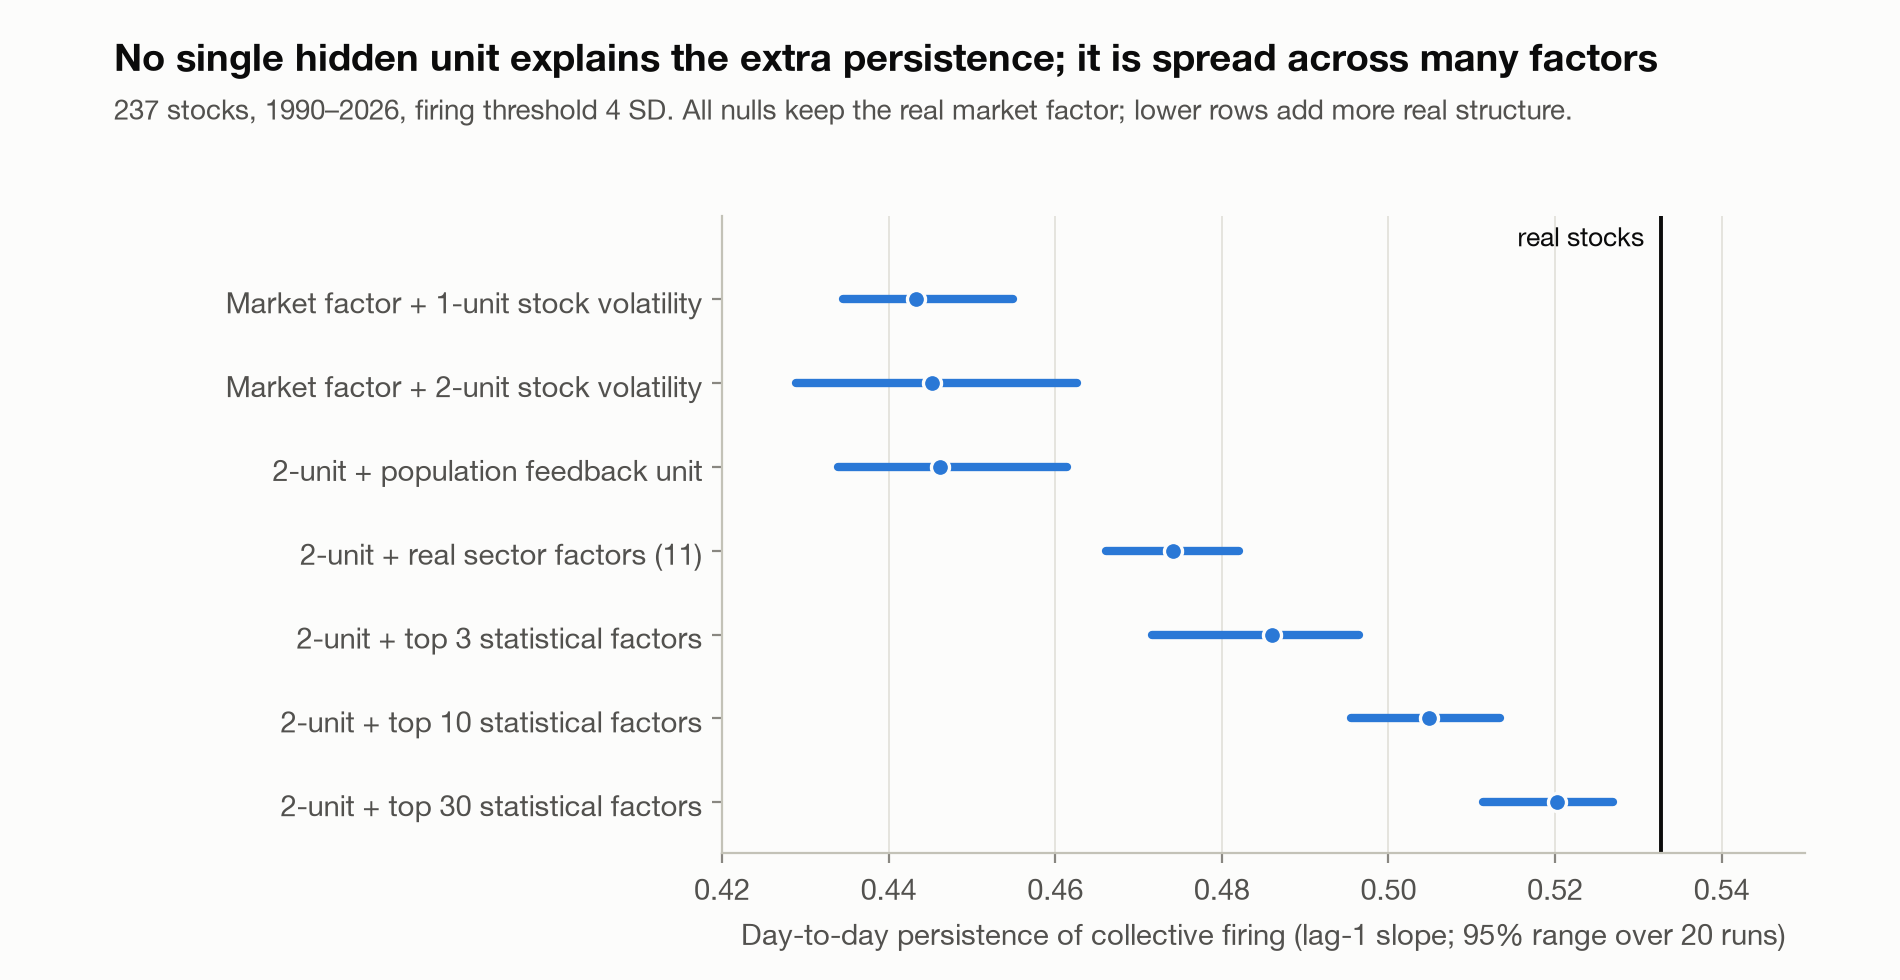 No single hidden unit explains the extra persistence; it is spread across many factors
237 stocks, 1990–2026, firing threshold 4 SD. All nulls keep the real market factor; lower rows add more real structure.
real stocks
Market factor + 1-unit stock volatility
Market factor + 2-unit stock volatility
2-unit + population feedback unit
2-unit + real sector factors (11)
2-unit + top 3 statistical factors
2-unit + top 10 statistical factors
2-unit + top 30 statistical factors
0.42 0.44 0.46 0.48 0.50 0.52 0.54
Day-to-day persistence of collective firing (lag-1 slope; 95% range over 20 runs)